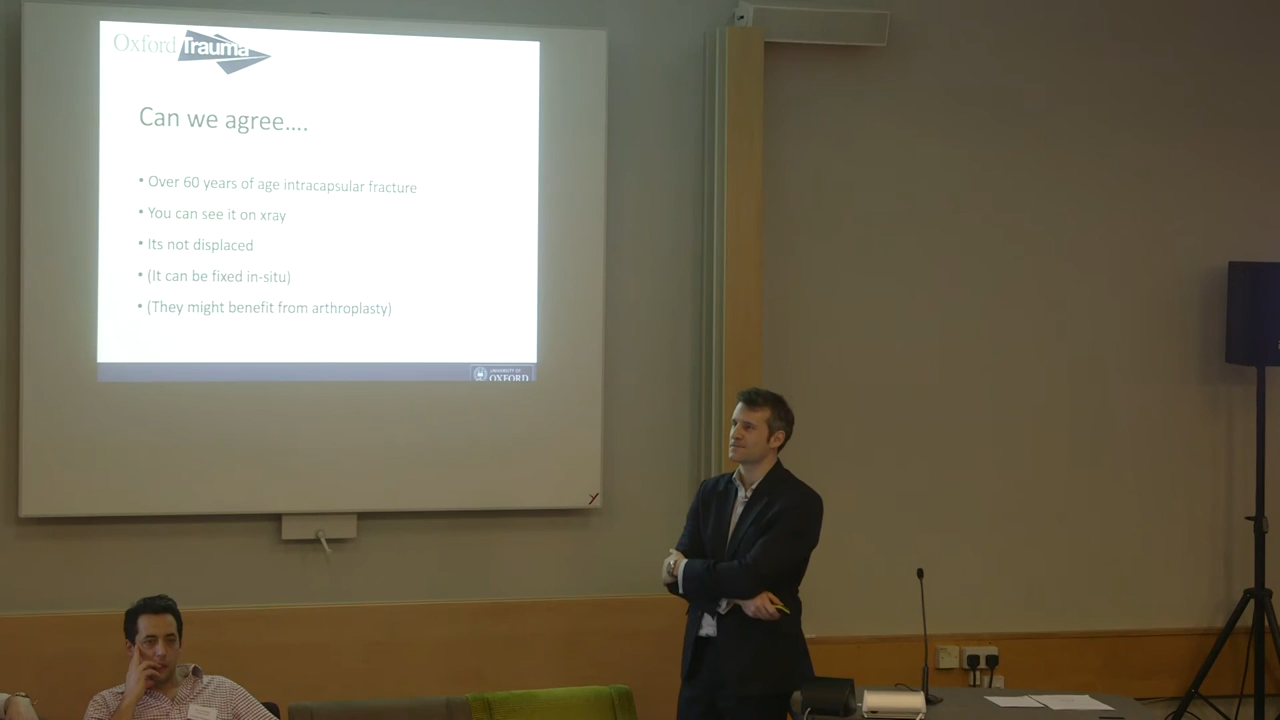 Oxford Trauma
Can we agree....
• Over 60 years of age intracapsular fracture
• You can see it on xray
• Its not displaced
• (It can be fixed in-situ)
• (They might benefit from arthroplasty)
UNIVERSITY OF
OXFORD